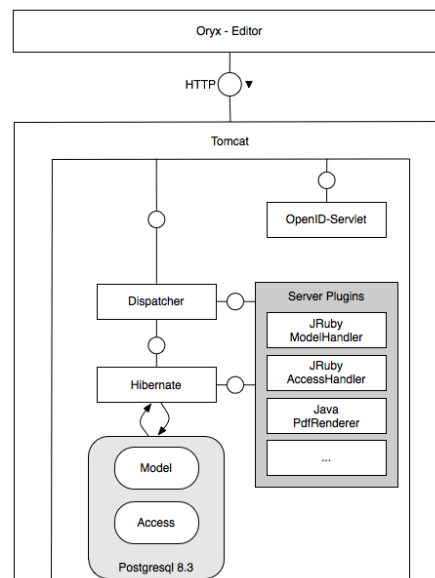 Oryx - Editor
HTTP ▼
Tomcat
OpenID-Servlet
Dispatcher
Server Plugins
JRuby
ModelHandler
Hibernate
JRuby
AccessHandler
Java
PdfRenderer
...
Model
Access
Postgresql 8.3